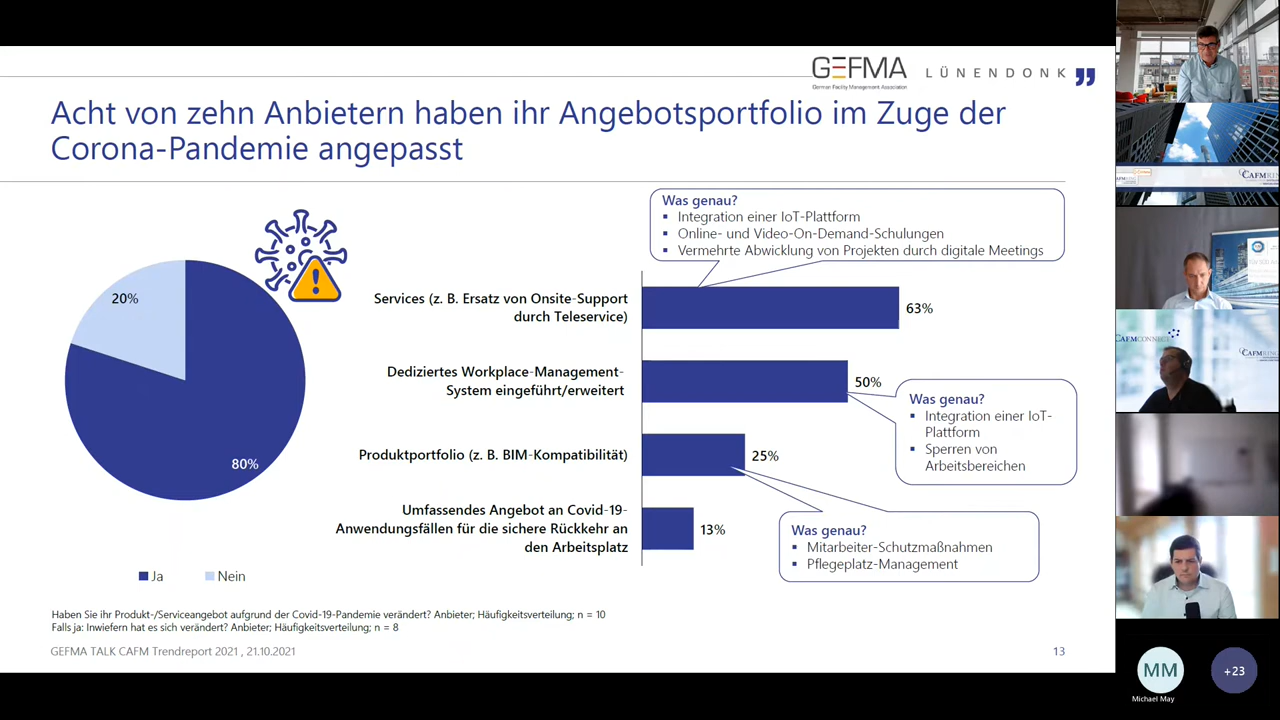 GEFMA
German Facility Management Association
LÜNENDONK
Acht von zehn Anbietern haben ihr Angebotsportfolio im Zuge der
Corona-Pandemie angepasst
20%
80%
Ja
Nein
Was genau?
▪ Integration einer IoT-Plattform
▪ Online- und Video-On-Demand-Schulungen
▪ Vermehrte Abwicklung von Projekten durch digitale Meetings
Services (z. B. Ersatz von Onsite-Support
durch Teleservice)
63%
Dediziertes Workplace-Management-
System eingeführt/erweitert
50%
Was genau?
▪ Integration einer IoT-
Plattform
▪ Sperren von
Arbeitsbereichen
Produktportfolio (z. B. BIM-Kompatibilität)
25%
Umfassendes Angebot an Covid-19-
Anwendungsfällen für die sichere Rückkehr an
den Arbeitsplatz
13%
Was genau?
▪ Mitarbeiter-Schutzmaßnahmen
▪ Pflegeplatz-Management
Haben Sie ihr Produkt-/Serviceangebot aufgrund der Covid-19-Pandemie verändert? Anbieter; Häufigkeitsverteilung; n = 10
Falls ja: Inwiefern hat es sich verändert? Anbieter; Häufigkeitsverteilung; n = 8
GEFMA TALK CAFM Trendreport 2021 , 21.10.2021
13
CAFMCONNECT
MM
Michael May
+23